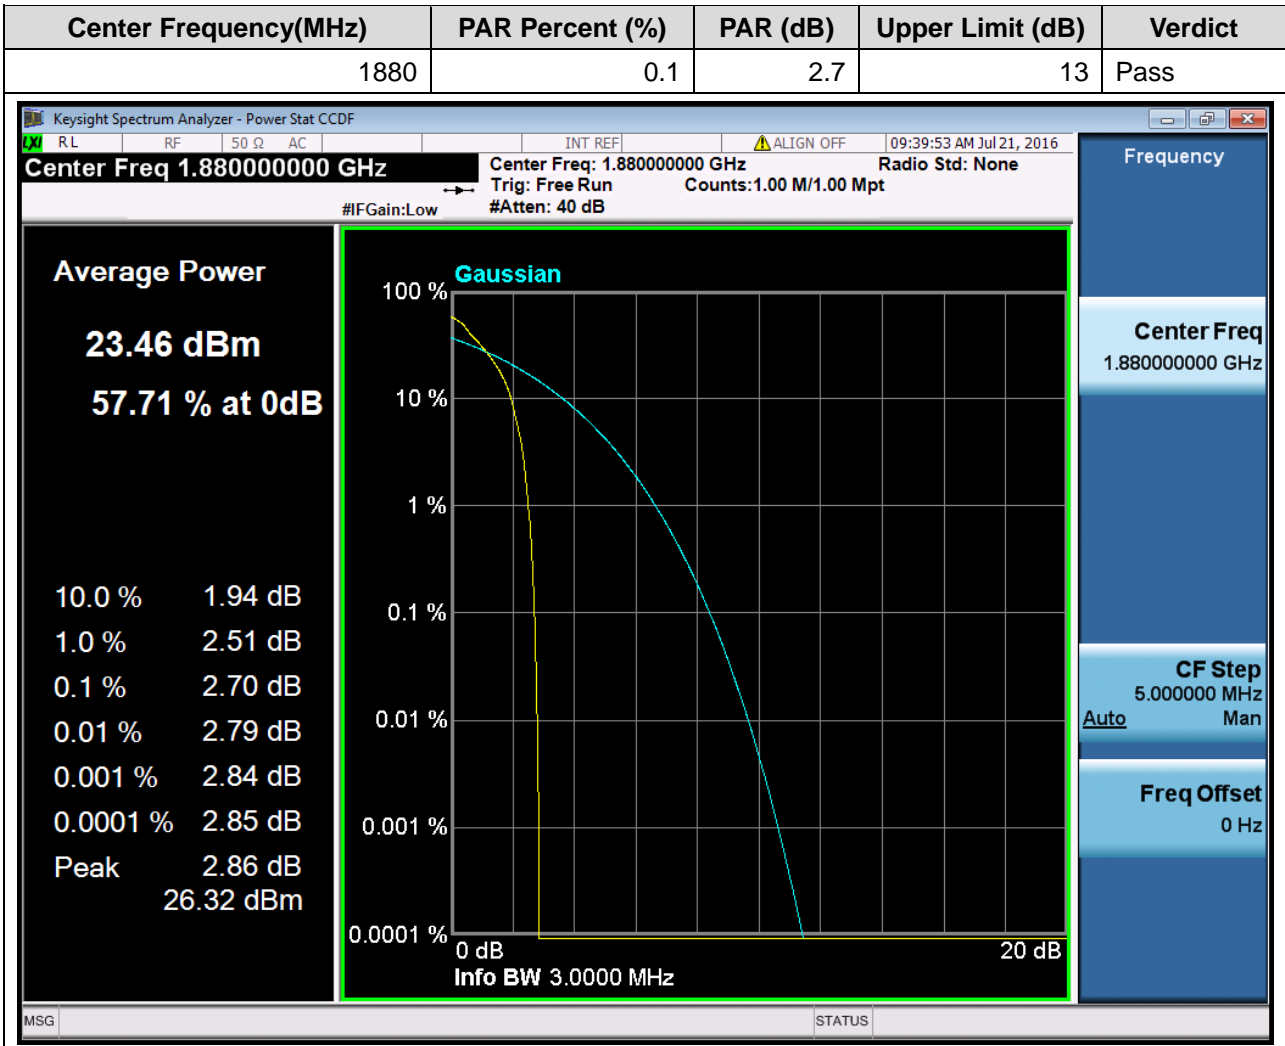 Center Frequency(MHz) PAR Percent (%) PAR (dB) Upper Limit (dB) Verdict
1880 0.1 2.7 13 Pass
Keysight Spectrum Analyzer - Power Stat CCDF
LXI RL RF 50 Ω AC INT REF ALIGN OFF 09:39:53 AM Jul 21, 2016
Center Freq 1.880000000 GHz
Center Freq: 1.880000000 GHz Radio Std: None
Trig: Free Run Counts:1.00 M/1.00 Mpt
#IFGain:Low #Atten: 40 dB
Average Power
23.46 dBm
57.71 % at 0dB
10.0 % 1.94 dB
1.0 % 2.51 dB
0.1 % 2.70 dB
0.01 % 2.79 dB
0.001 % 2.84 dB
0.0001 % 2.85 dB
Peak 2.86 dB
26.32 dBm
Gaussian
100 %
10 %
1 %
0.1 %
0.01 %
0.001 %
0.0001 %
0 dB 20 dB
Info BW 3.0000 MHz
Frequency
Center Freq
1.880000000 GHz
CF Step
5.000000 MHz
Auto Man
Freq Offset
0 Hz
MSG STATUS